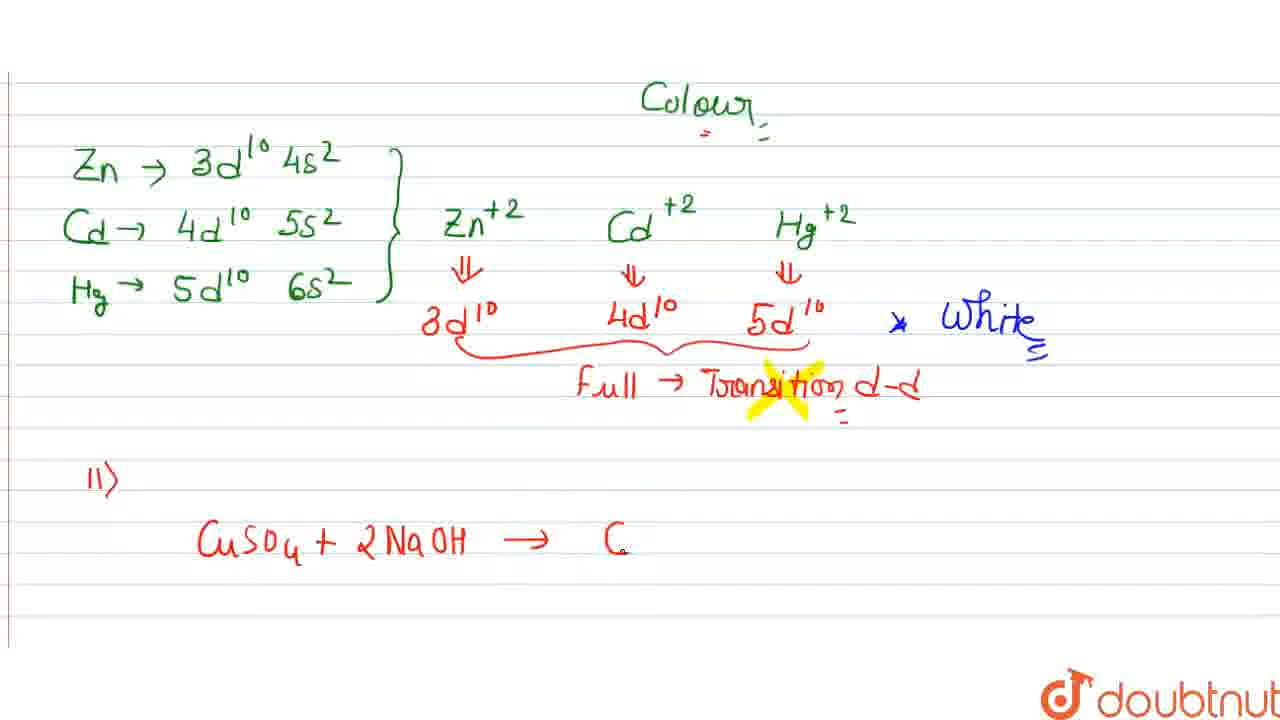 Colour
Zn → 3d¹⁰ 4s²
Cd → 4d¹⁰ 5s²
Hg → 5d¹⁰ 6s²
Zn⁺² Cd⁺² Hg⁺²
3d¹⁰ 4d¹⁰ 5d¹⁰ * White
Full → Transition d-d
11)
CuSO₄ + 2NaOH → C
doubtnut